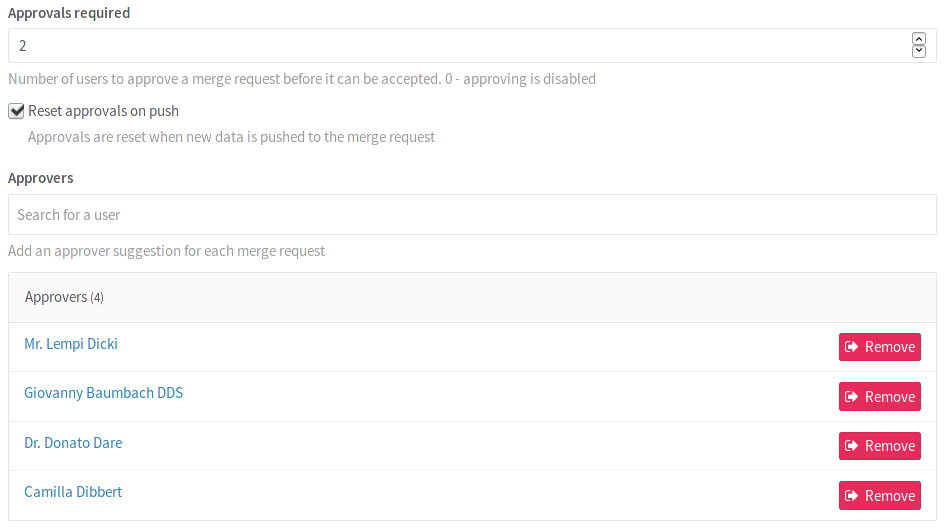 Approvals required
2
Number of users to approve a merge request before it can be accepted. 0 - approving is disabled
Reset approvals on push
Approvals are reset when new data is pushed to the merge request
Approvers
Search for a user
Add an approver suggestion for each merge request
Approvers (4)
Mr. Lempi Dicki Remove
Giovanny Baumbach DDS Remove
Dr. Donato Dare Remove
Camilla Dibbert Remove